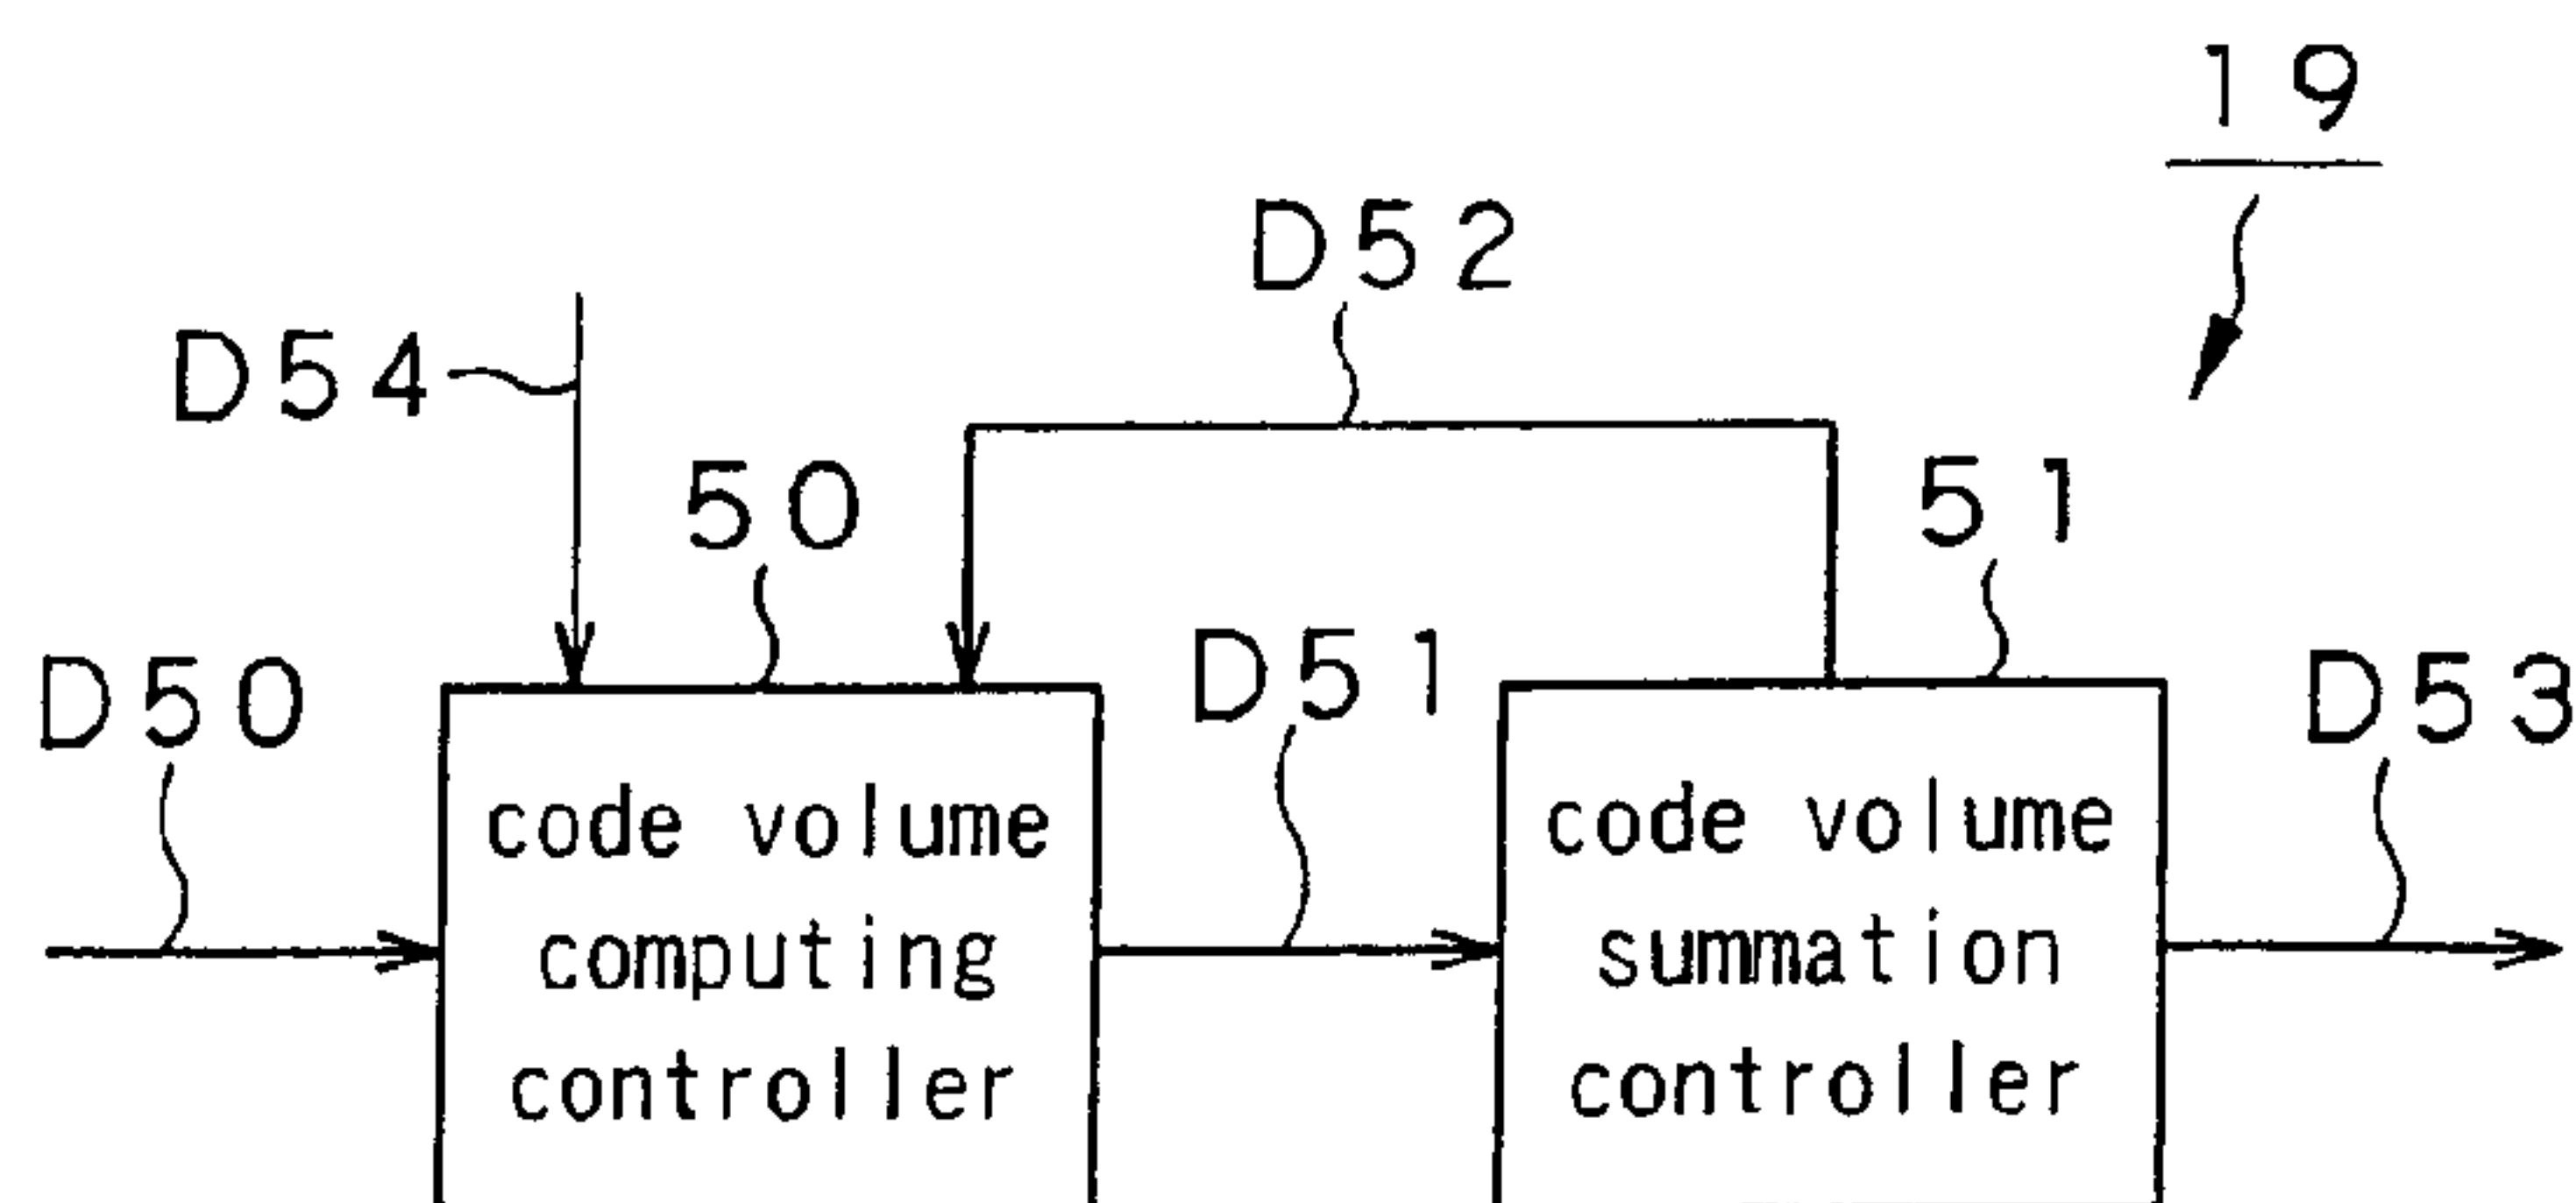 19
D52
D54
50
51
D50
D51
D53
code volume
computing
controller
code volume
summation
controller